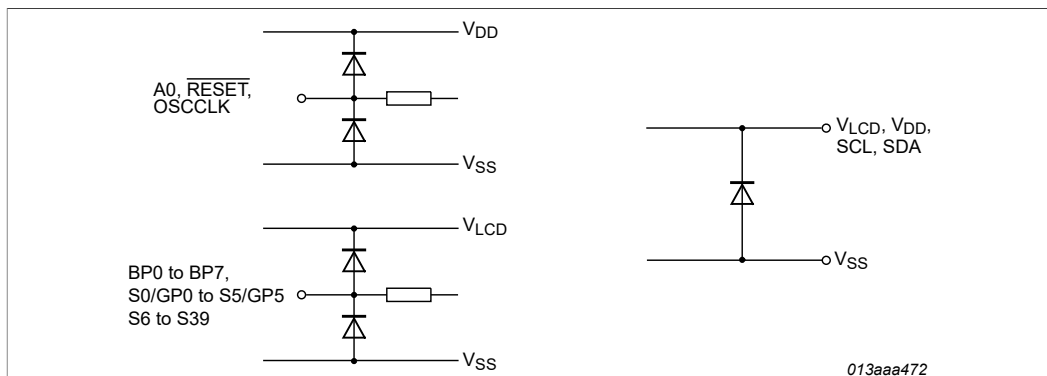 VDD
A0, RESET,
OSCCLK
VSS
VLCD
BP0 to BP7,
S0/GP0 to S5/GP5
S6 to S39
VSS
VLCD, VDD,
SCL, SDA
VSS
013aaa472